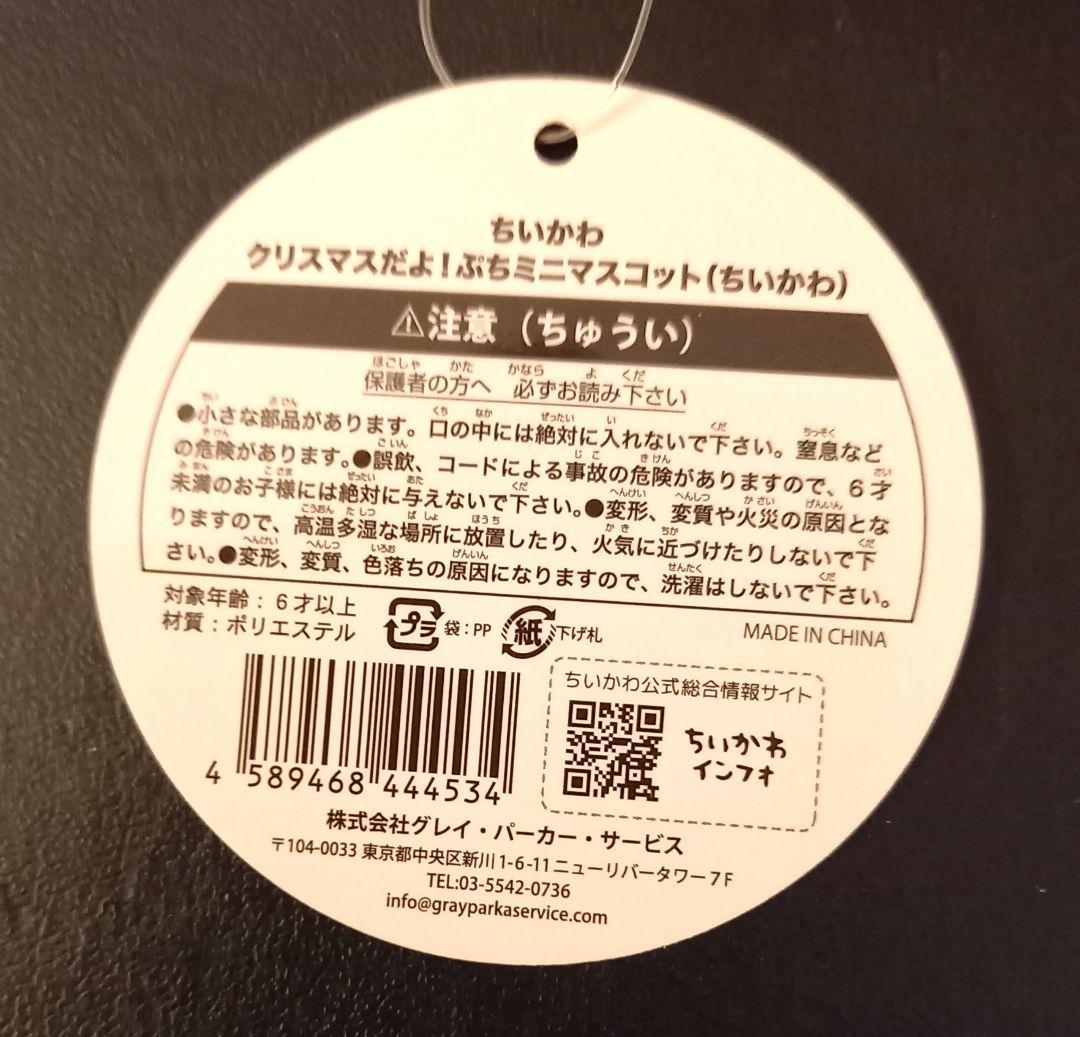 ちいかわ
クリスマスだよ!ぷちミニマスコット(ちいかわ)
⚠注意(ちゅうい)
保護者の方へ 必ずお読み下さい
●小さな部品があります。口の中には絶対に入れないで下さい。窒息など
の危険があります。●誤飲、コードによる事故の危険がありますので、6才
未満のお子様には絶対に与えないで下さい。●変形、変質や火災の原因とな
りますので、高温多湿な場所に放置したり、火気に近づけたりしないで下
さい。●変形、変質、色落ちの原因になりますので、洗濯はしないで下さい。
対象年齢:6才以上
材質:ポリエステル
プラ 袋:PP 紙 下げ札
MADE IN CHINA
4 589468 444534
ちいかわ公式総合情報サイト
ちいかわ
インフォ
株式会社グレイ・パーカー・サービス
〒104-0033 東京都中央区新川1-6-11ニューリバータワー7F
TEL:03-5542-0736
info@grayparkaservice.com